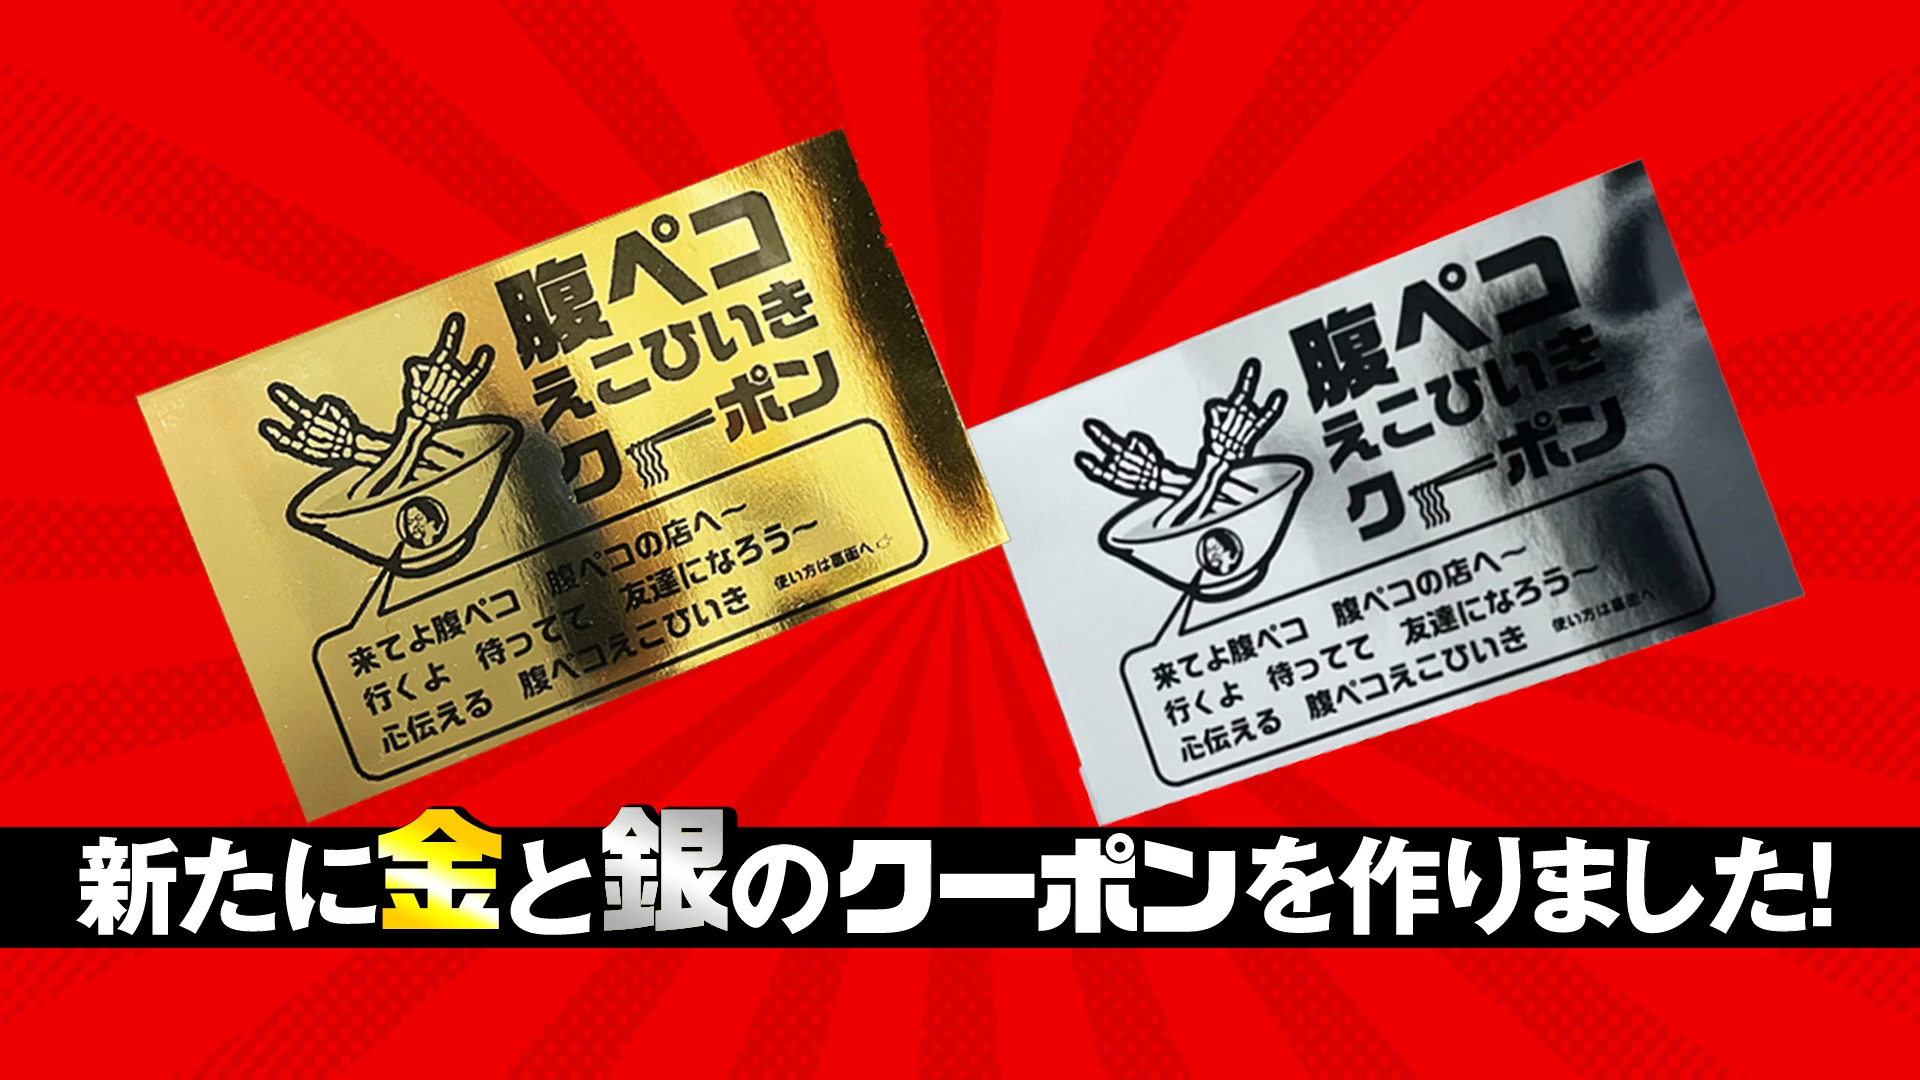 腹ペコ
えこひいき
クーポン
来てよ腹ペコ 腹ペコの店へ～
行くよ 待ってて 友達になろう～
心伝える 腹ペコえこひいき 使い方は裏面へ
腹ペコ
えこひいき
クーポン
来てよ腹ペコ 腹ペコの店へ～
行くよ 待ってて 友達になろう～
心伝える 腹ペコえこひいき 使い方は裏面へ
新たに金と銀のクーポンを作りました!